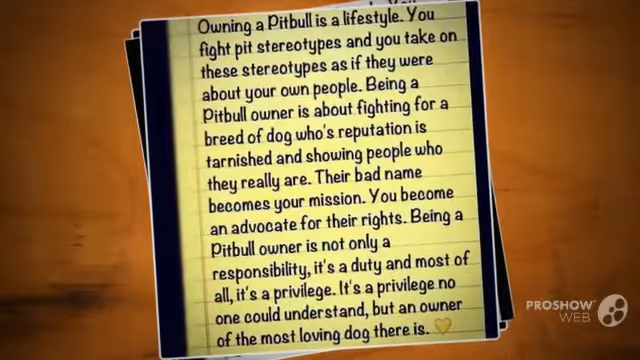 Owning a Pitbull is a lifestyle. You
fight pit stereotypes and you take on
these stereotypes as if they were
about your own people. Being a
Pitbull owner is about fighting for a
breed of dog who's reputation is
tarnished and showing people who
they really are. Their bad name
becomes your mission. You become
an advocate for their rights. Being a
Pitbull owner is not only a
responsibility, it's a duty and most of
all, it's a privilege. It's a privilege no
one could understand, but an owner
of the most loving dog there is. 💛
PROSHOW
WEB